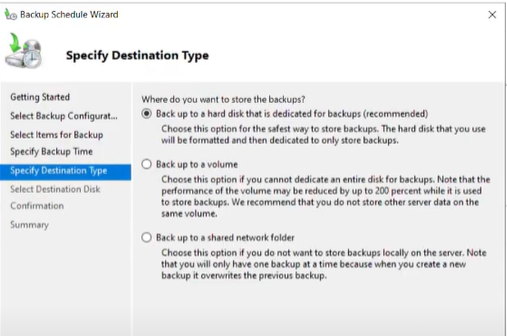 Backup Schedule Wizard
Specify Destination Type
Getting Started
Select Backup Configurat...
Select Items for Backup
Specify Backup Time
Specify Destination Type
Select Destination Disk
Confirmation
Summary
Where do you want to store the backups?
Back up to a hard disk that is dedicated for backups (recommended)
Choose this option for the safest way to store backups. The hard disk that you use
will be formatted and then dedicated to only store backups.
Back up to a volume
Choose this option if you cannot dedicate an entire disk for backups. Note that the
performance of the volume may be reduced by up to 200 percent while it is used
to store backups. We recommend that you do not store other server data on the
same volume.
Back up to a shared network folder
Choose this option if you do not want to store backups locally on the server. Note
that you will only have one backup at a time because when you create a new
backup it overwrites the previous backup.